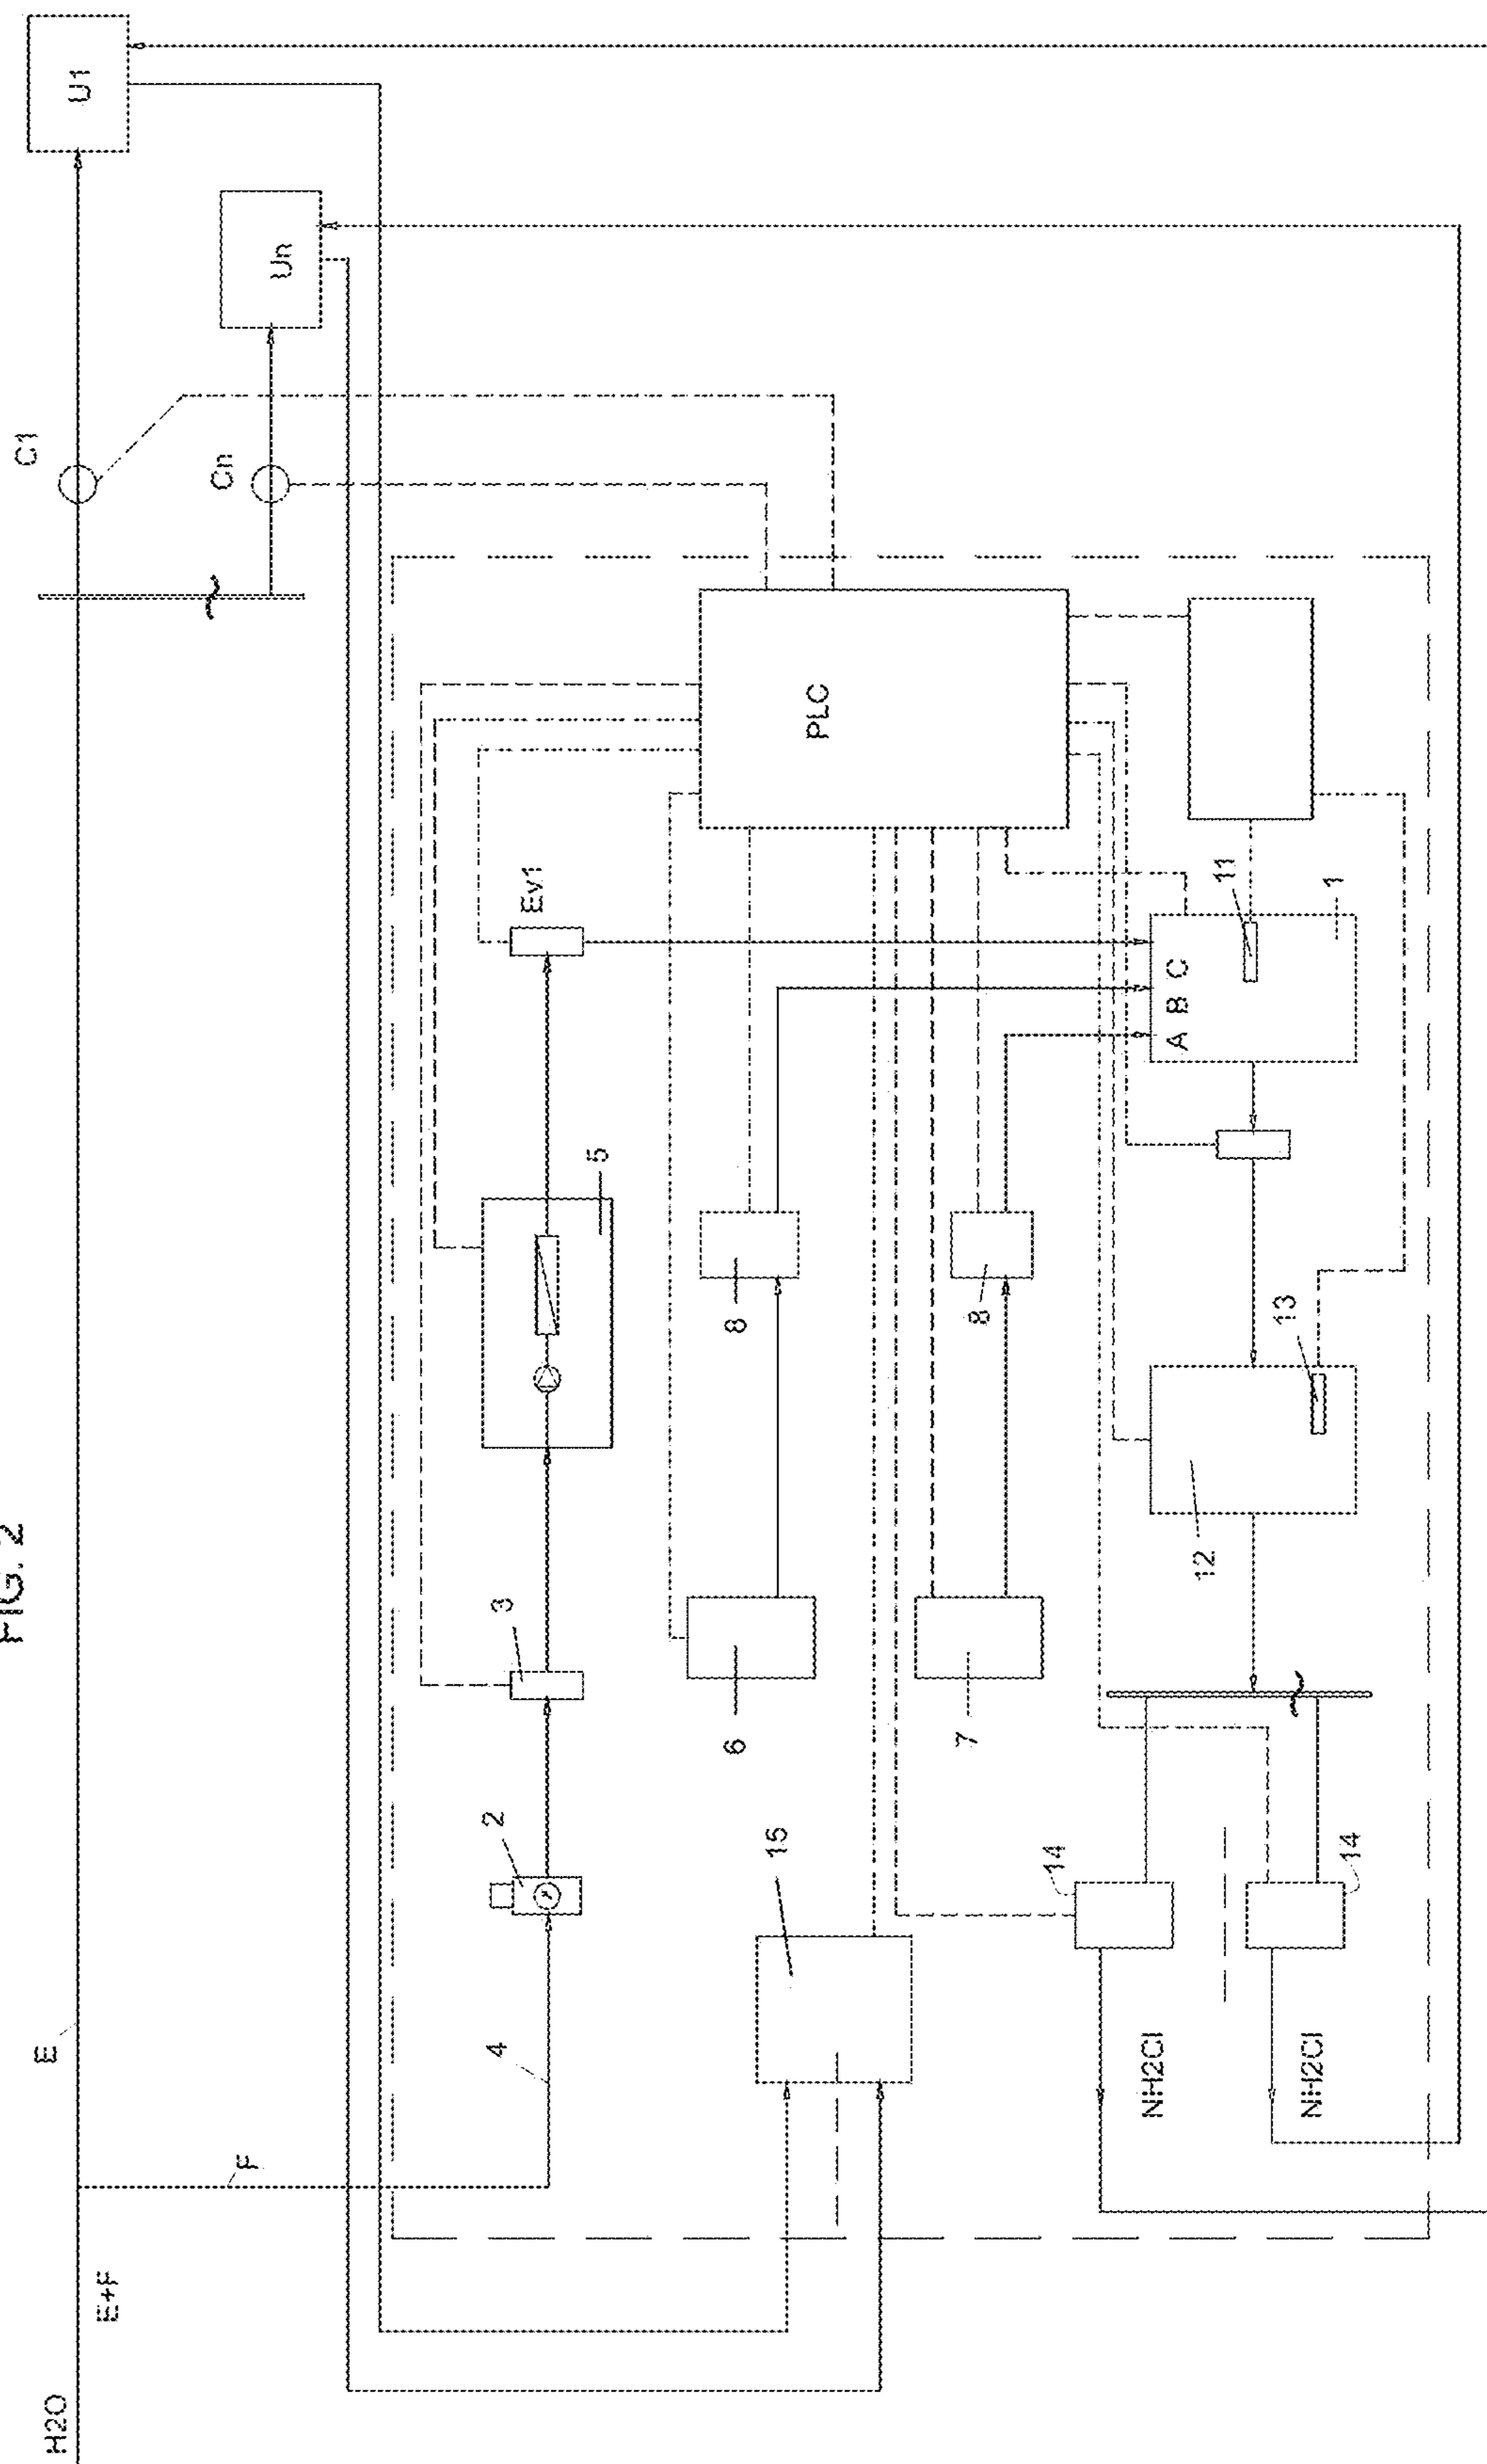 FIG. 2
H2O
E+F
E
F
C1
U1
Cn
Un
4
2
3
5
Ev1
6
8
7
8
PLC
15
14
14
NH2Cl
NH2Cl
12
13
A B C
11
1